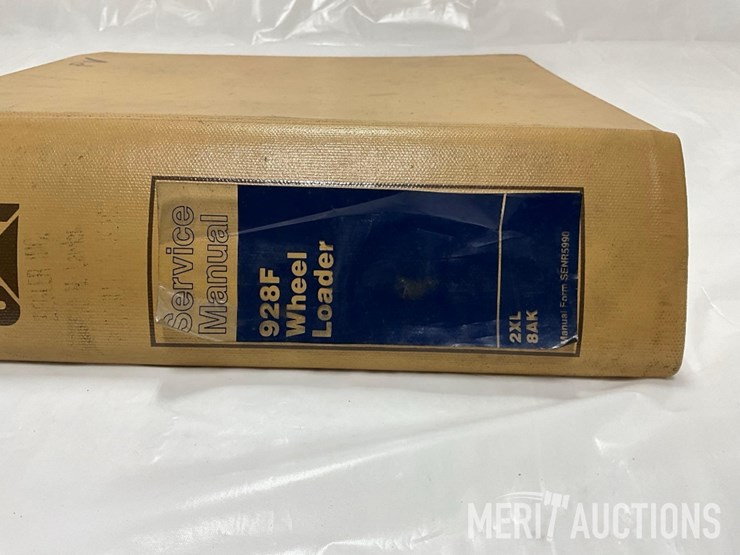 Service
Manual
928F
Wheel
Loader
2XL
8AK
Manual Form SENR5990
MERIT AUCTIONS